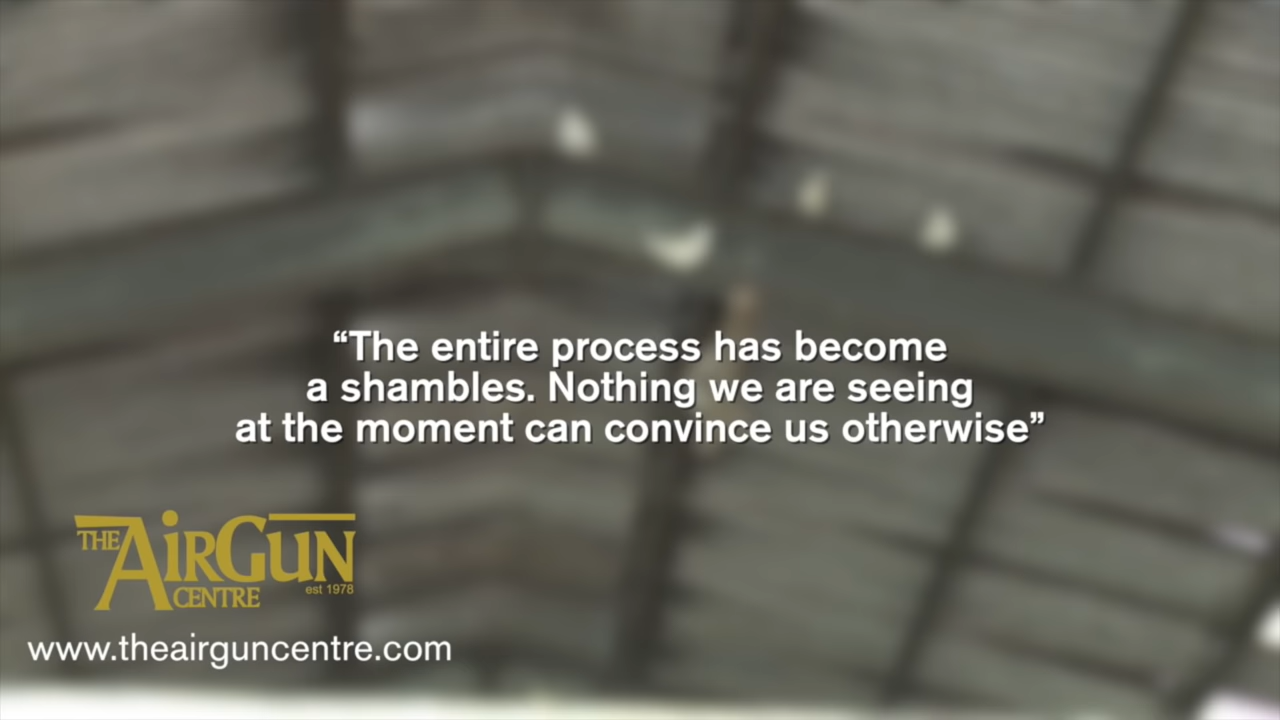 “The entire process has become
a shambles. Nothing we are seeing
at the moment can convince us otherwise”
THE AIRGUN
CENTRE est 1978
www.theairguncentre.com